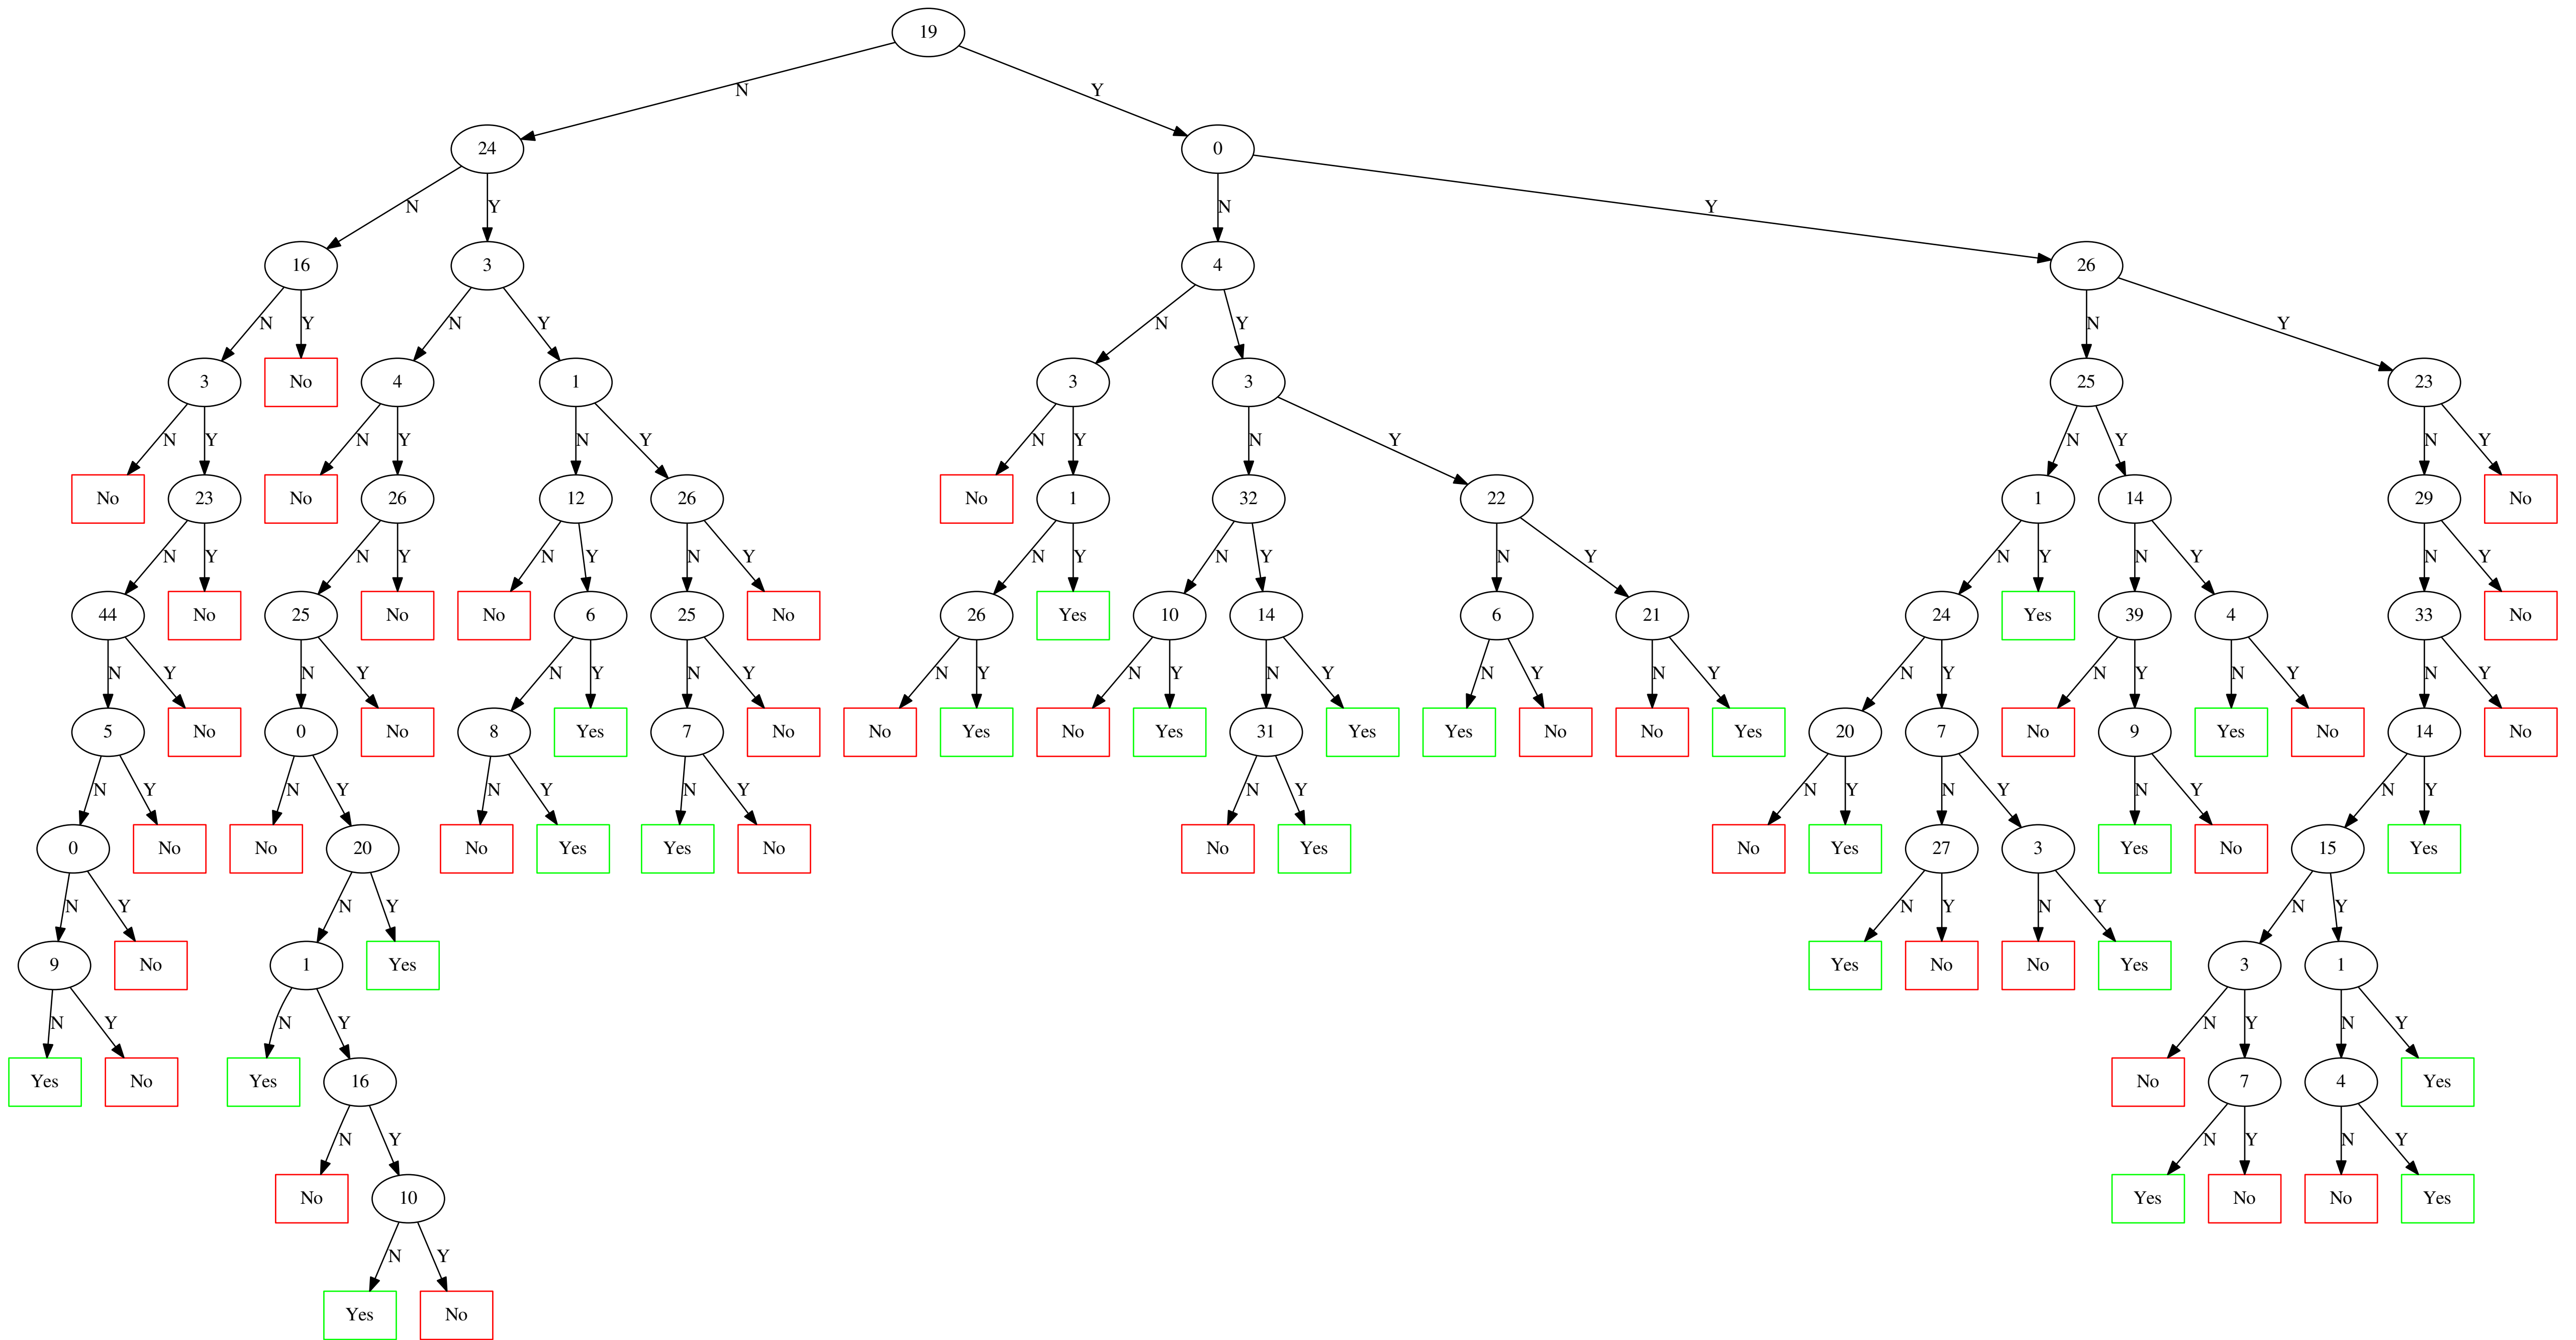 19
N Y
24 0
N Y N Y
16 3 4 26
N Y N Y N Y N Y
3 No 4 1 3 3 25 23
N Y N Y N Y N Y N Y N Y N Y
No 23 No 26 12 26 No 1 32 22 1 14 29 No
N Y N Y N Y N Y N Y N Y N Y N Y N Y N Y
44 No 25 No No 6 25 No 26 Yes 10 14 6 21 24 Yes 39 4 33 No
N Y N Y N Y N Y N Y N Y N Y N Y N Y N Y N Y N Y N Y
5 No 0 No 8 Yes 7 No No Yes No Yes 31 Yes Yes No No Yes 20 7 No 9 Yes No 14 No
N Y N Y N Y N Y N Y N Y N Y N Y N Y
0 No No 20 No Yes Yes No No Yes No Yes 27 3 Yes No 15 Yes
N Y N Y N Y N Y N Y
9 No 1 Yes Yes No No Yes 3 1
N Y N Y N Y N Y
Yes No Yes 16 No 7 4 Yes
N Y N Y N Y
No 10 Yes No No Yes
N Y
Yes No